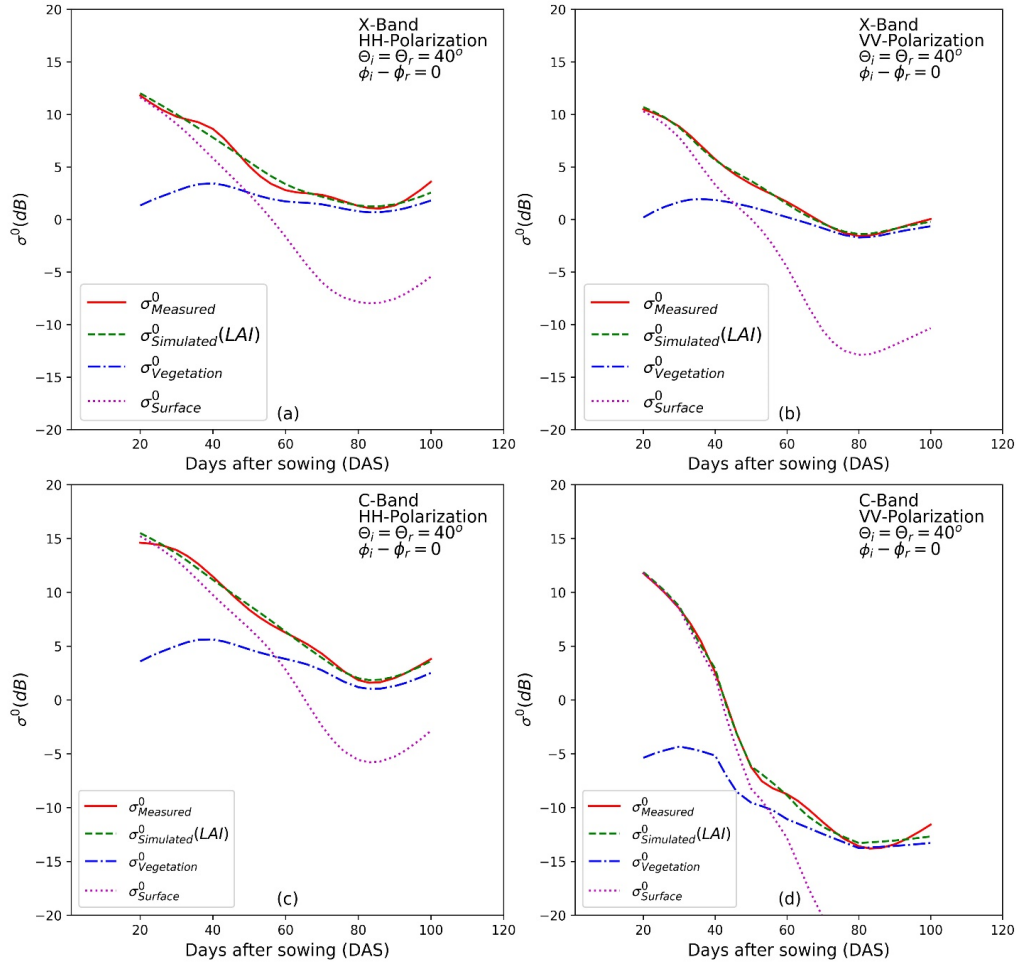 X-Band
HH-Polarization
Θi = Θr = 40°
ϕi − ϕr = 0
σ0(dB)
20
15
10
5
0
−5
−10
−15
−20
σ0Measured
σ0Simulated(LAI)
σ0Vegetation
σ0Surface
(a)
20 40 60 80 100 120
Days after sowing (DAS)
X-Band
VV-Polarization
Θi = Θr = 40°
ϕi − ϕr = 0
σ0(dB)
20
15
10
5
0
−5
−10
−15
−20
σ0Measured
σ0Simulated(LAI)
σ0Vegetation
σ0Surface
(b)
20 40 60 80 100 120
Days after sowing (DAS)
C-Band
HH-Polarization
Θi = Θr = 40°
ϕi − ϕr = 0
σ0(dB)
20
15
10
5
0
−5
−10
−15
−20
σ0Measured
σ0Simulated(LAI)
σ0Vegetation
σ0Surface
(c)
20 40 60 80 100 120
Days after sowing (DAS)
C-Band
VV-Polarization
Θi = Θr = 40°
ϕi − ϕr = 0
σ0(dB)
20
15
10
5
0
−5
−10
−15
−20
σ0Measured
σ0Simulated(LAI)
σ0Vegetation
σ0Surface
(d)
20 40 60 80 100 120
Days after sowing (DAS)